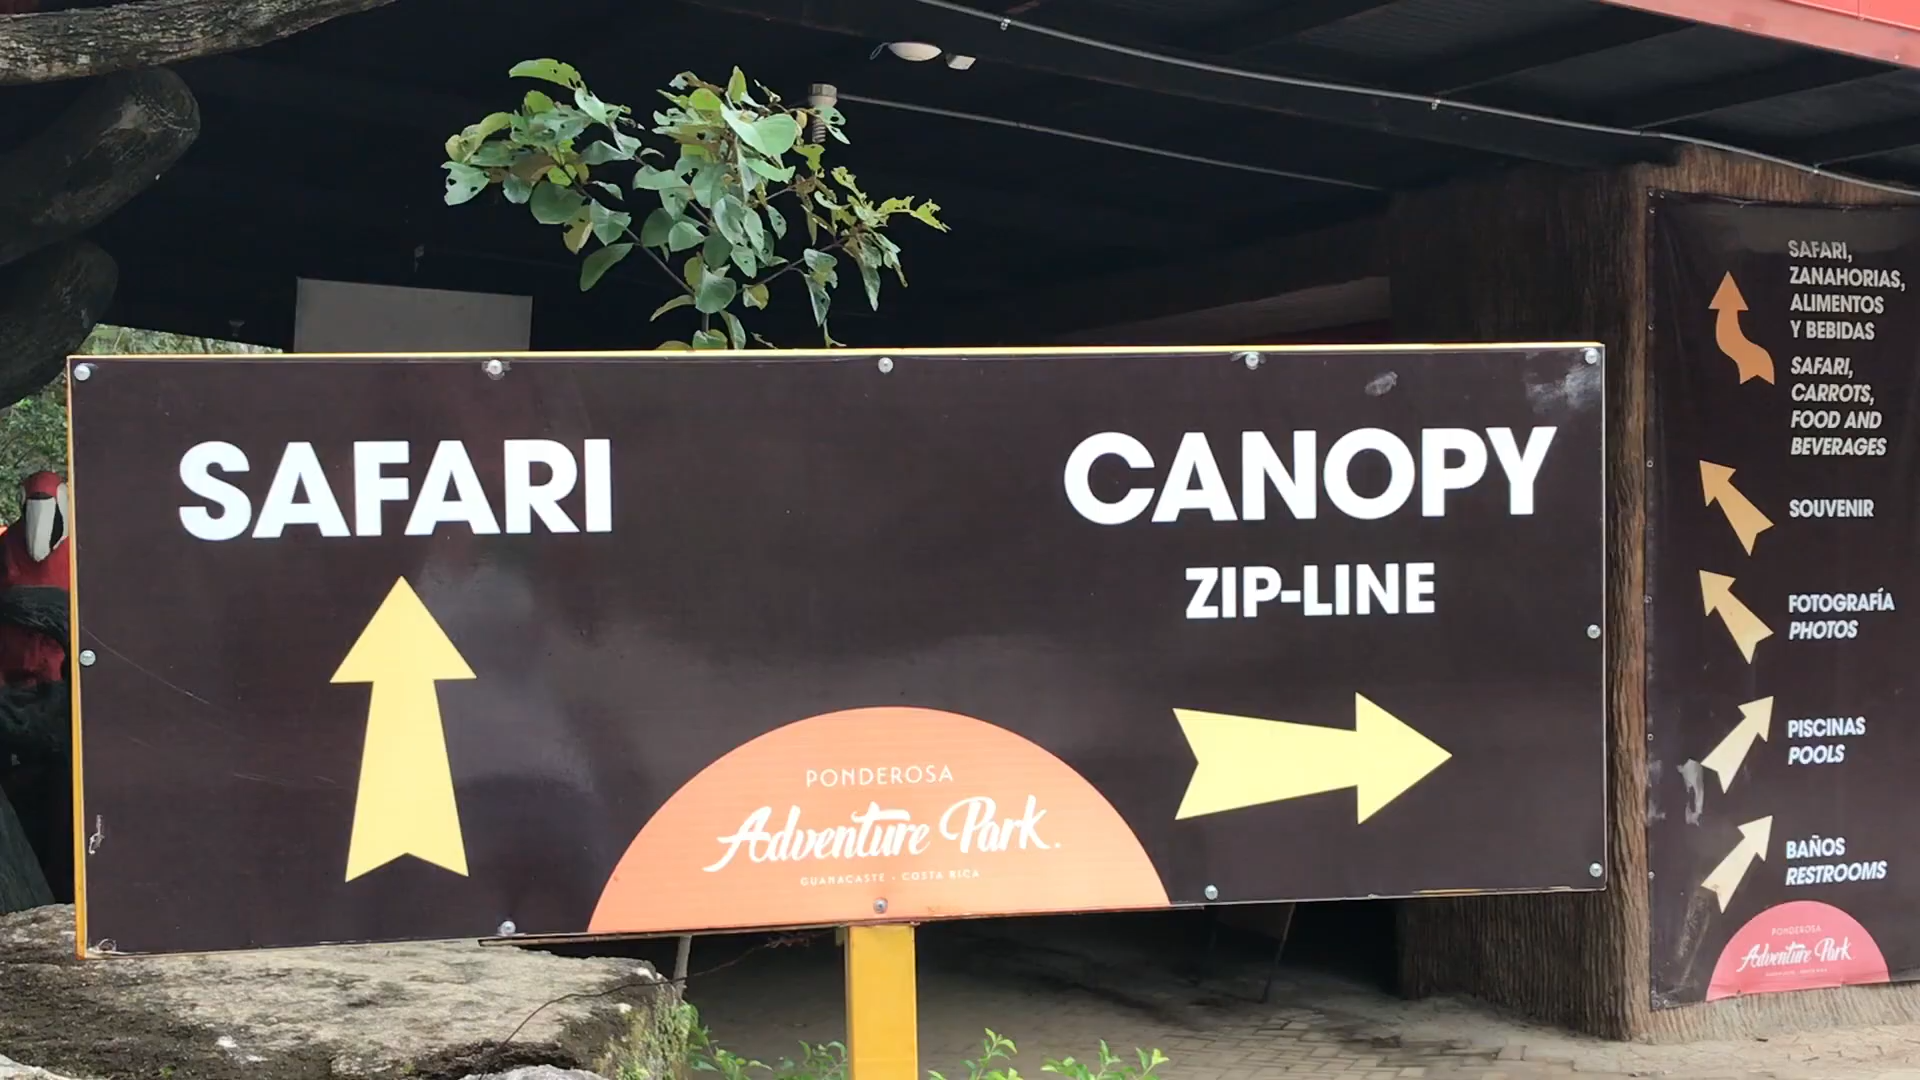 SAFARI
CANOPY
ZIP-LINE
PONDEROSA
Adventure Park.
GUANACASTE - COSTA RICA
SAFARI,
ZANAHORIAS,
ALIMENTOS
Y BEBIDAS
SAFARI,
CARROTS,
FOOD AND
BEVERAGES
SOUVENIR
FOTOGRAFÍA
PHOTOS
PISCINAS
POOLS
BAÑOS
RESTROOMS
PONDEROSA
Adventure Park